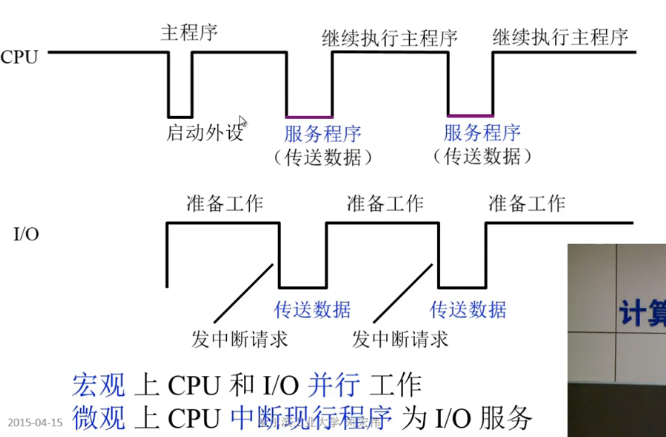 主程序
继续执行主程序
继续执行主程序
CPU
启动外设
服务程序
服务程序
（传送数据）
（传送数据）
准备工作
准备工作
准备工作
I/O
传送数据
传送数据
发中断请求
发中断请求
计算
宏观 上 CPU 和 I/O 并行 工作
微观 上 CPU 中断现行程序 为 I/O 服务
2015-04-15